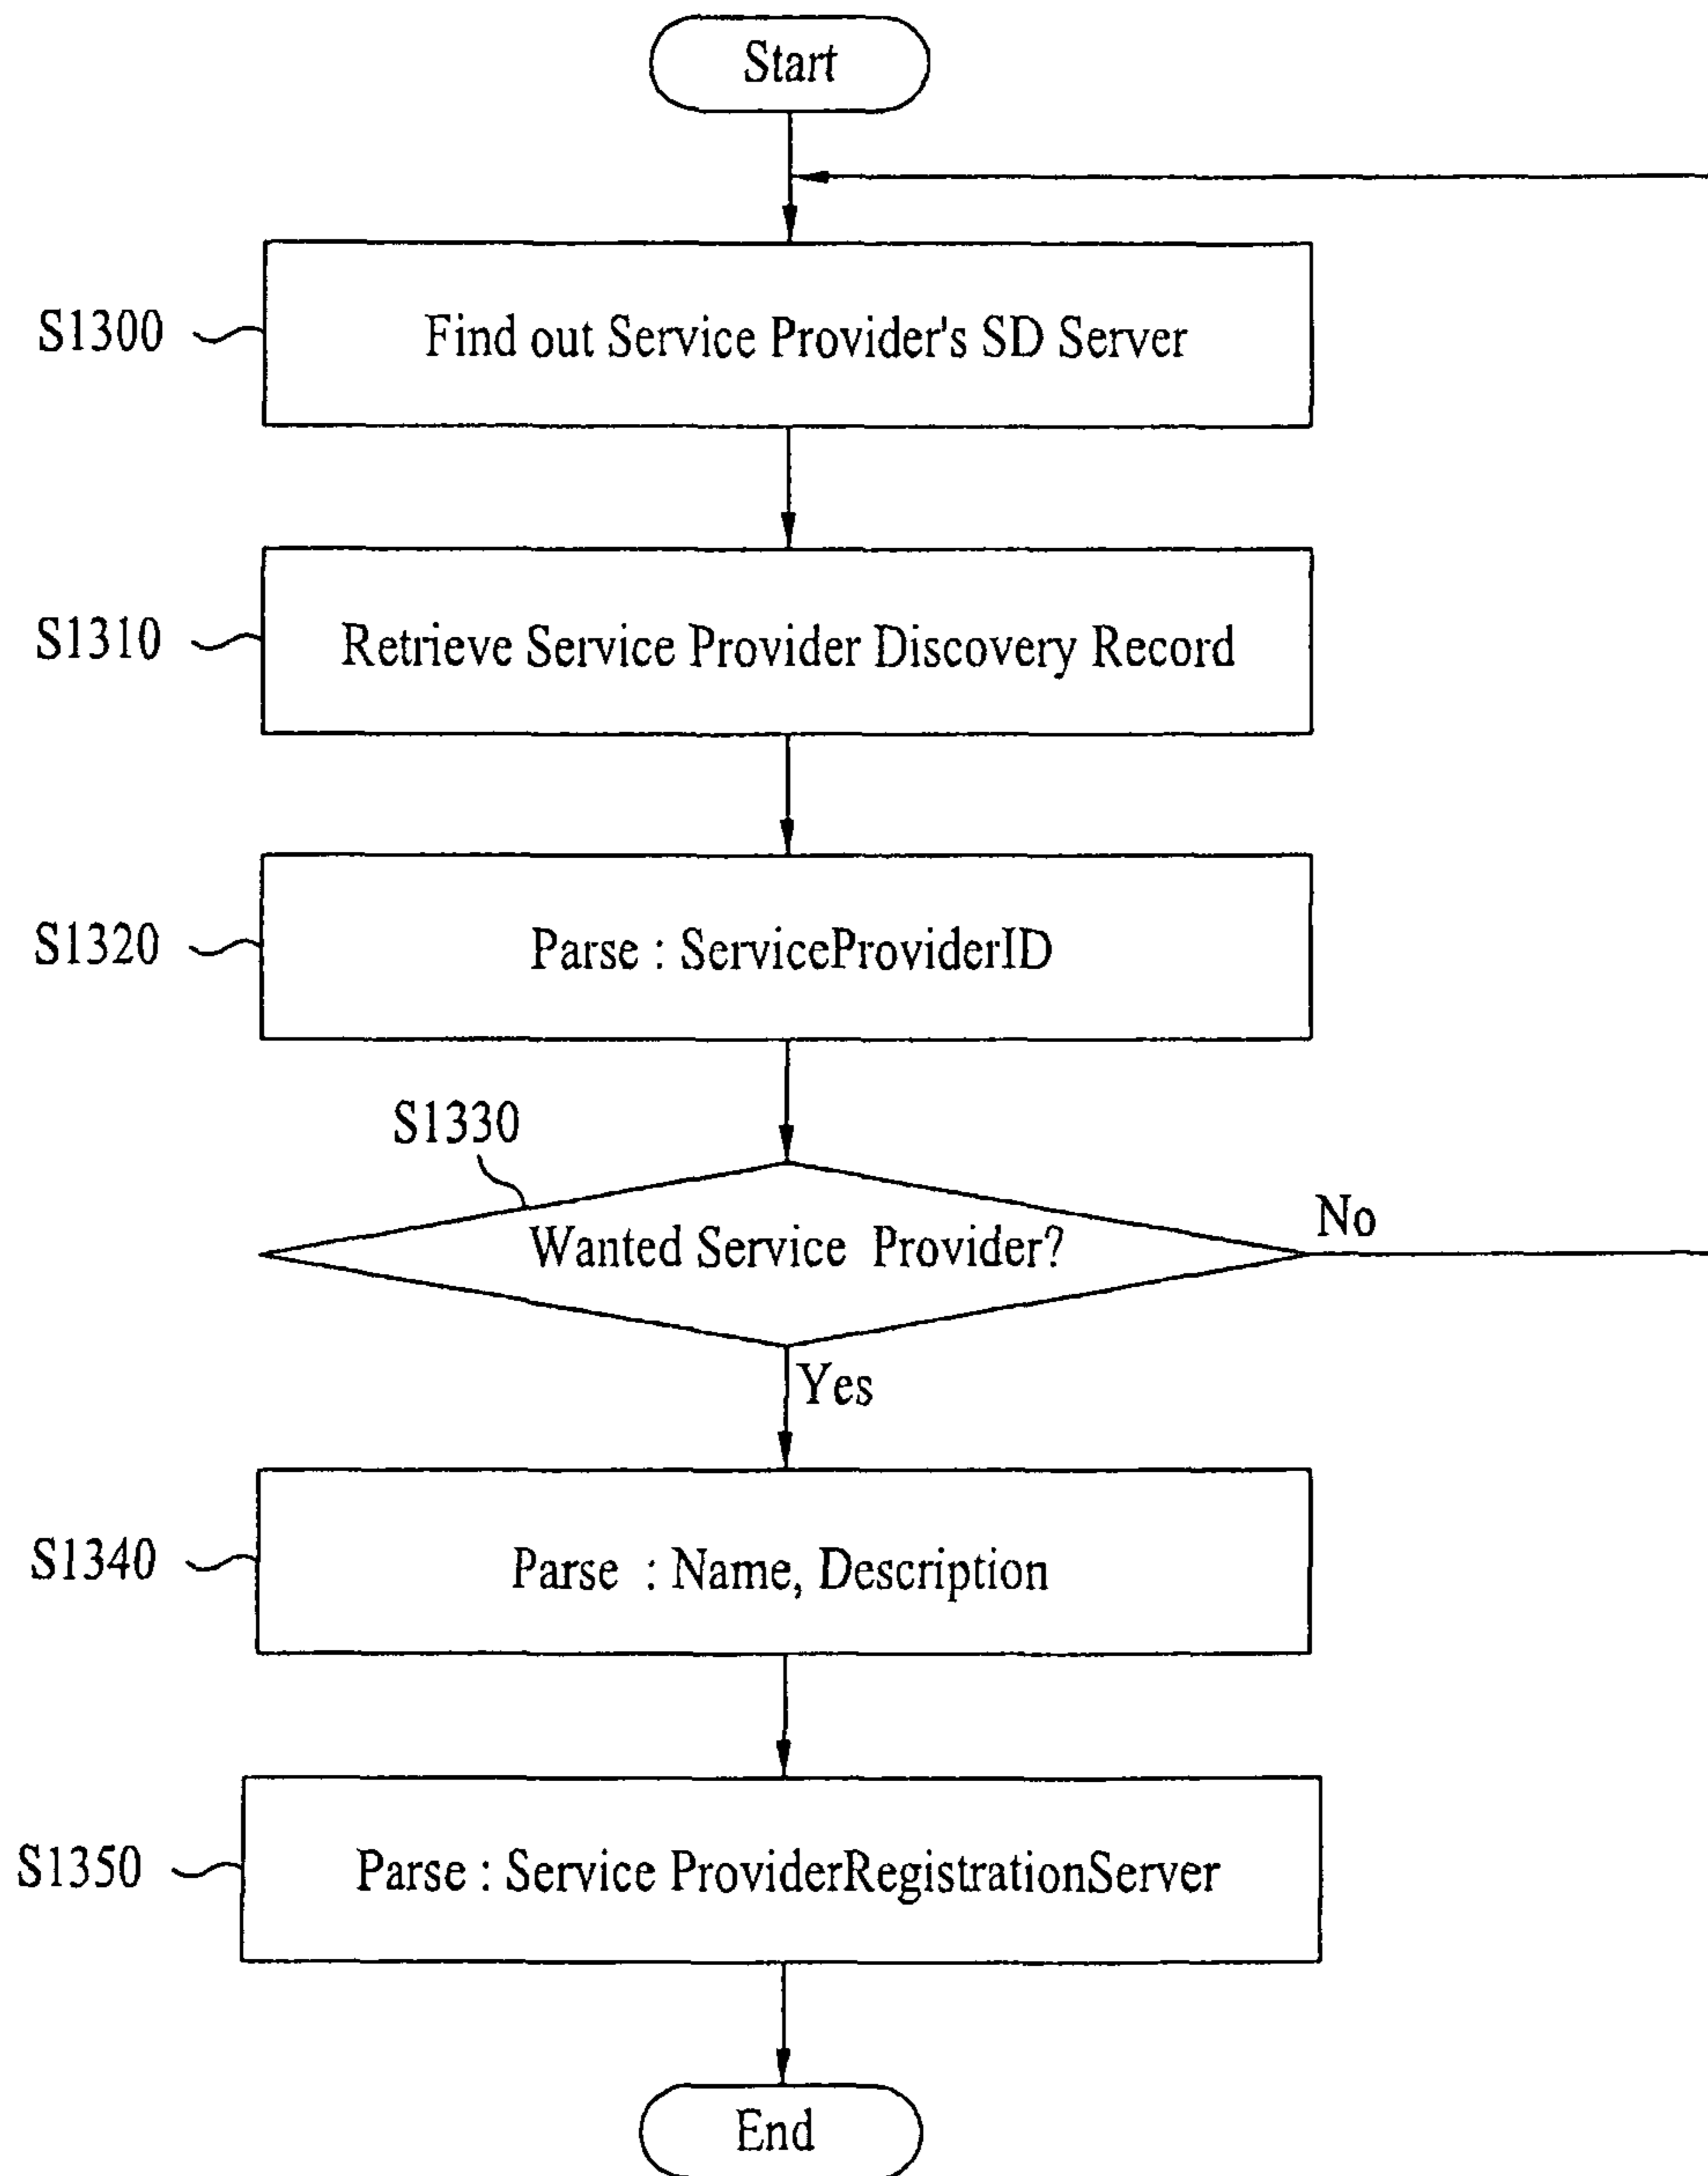 Start
S1300
Find out Service Provider's SD Server
S1310
Retrieve Service Provider Discovery Record
S1320
Parse : ServiceProviderID
S1330
Wanted Service Provider?
No
Yes
S1340
Parse : Name, Description
S1350
Parse : Service ProviderRegistrationServer
End